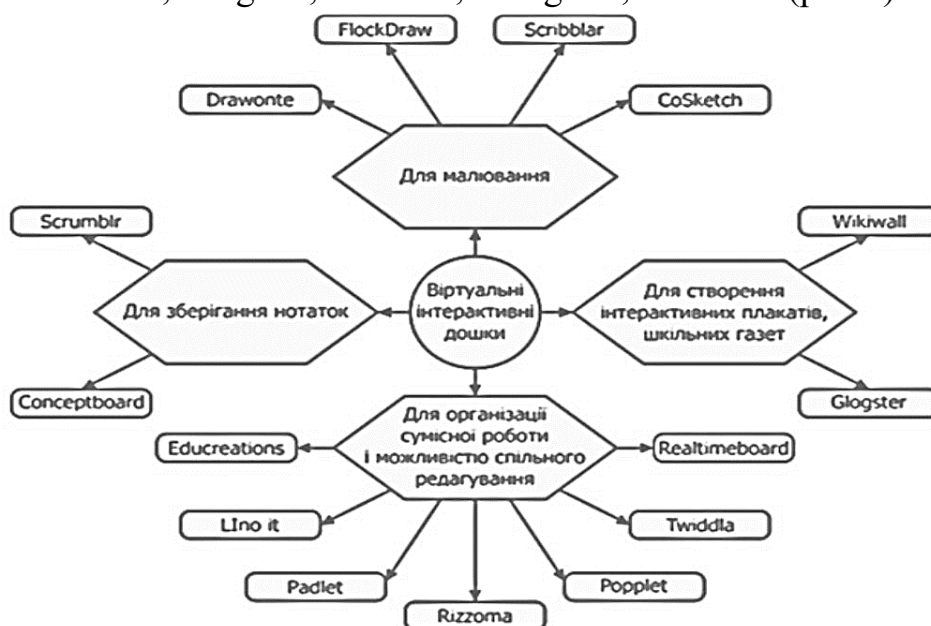 FlockDraw
Scribblar
Drawonte
CoSketch
Для малювання
Scrumblr
Wikiwall
Для зберігання нотаток
Віртуальні
інтерактивні
дошки
Для створення
інтерактивних плакатів,
шкільних газет
Conceptboard
Glogster
Для організації
сумісної роботи
і можливістю спільного
редагування
Educreations
Realtimeboard
LIno it
Twiddla
Padlet
Popplet
Rizzoma